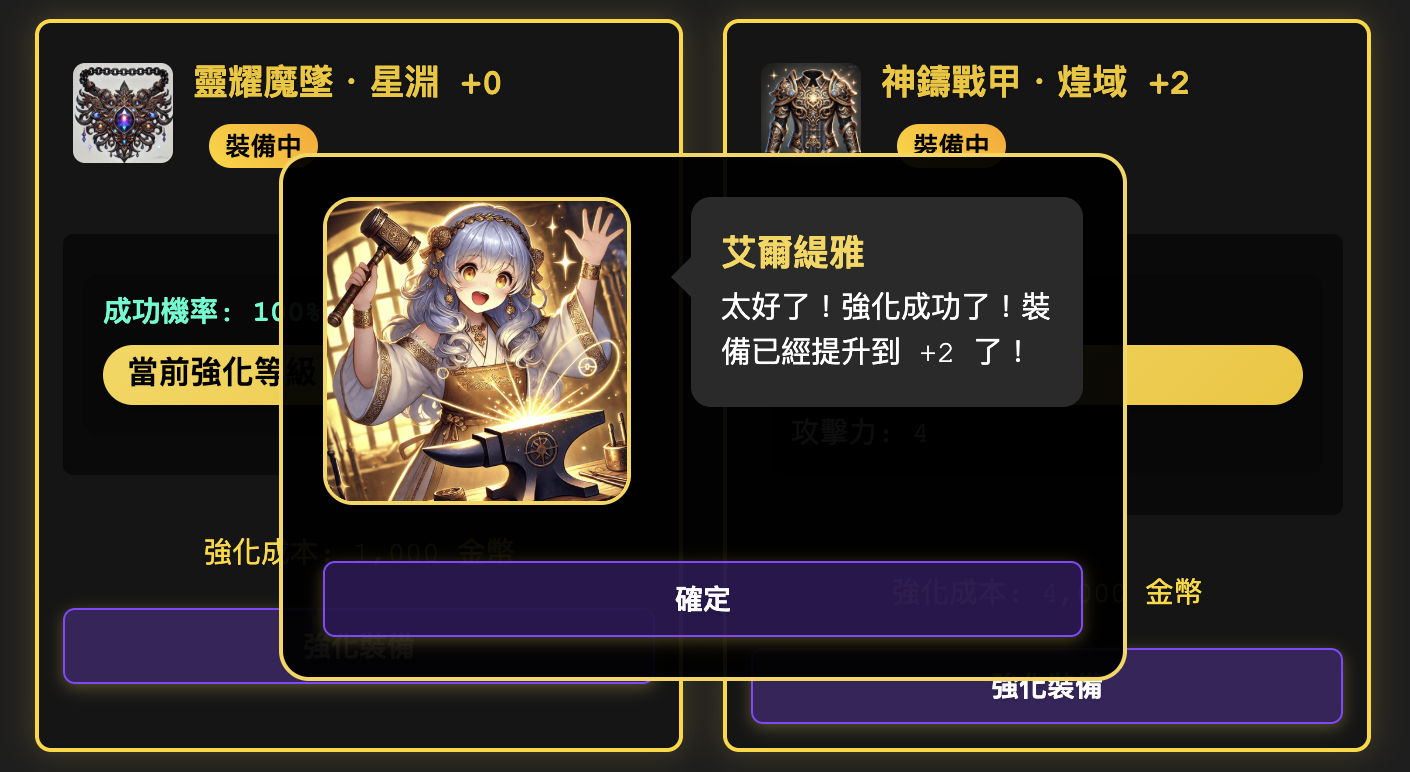 靈耀魔墜·星淵 +0
裝備中
神鑄戰甲·煌域 +2
裝備中
艾爾緹雅
太好了！強化成功了！裝
備已經提升到 +2 了！
成功機率: 100%
當前強化等級
攻擊力: 4
強化成本: 1,000 金幣
強化成本: 4,000 金幣
確定
強化裝備
強化裝備